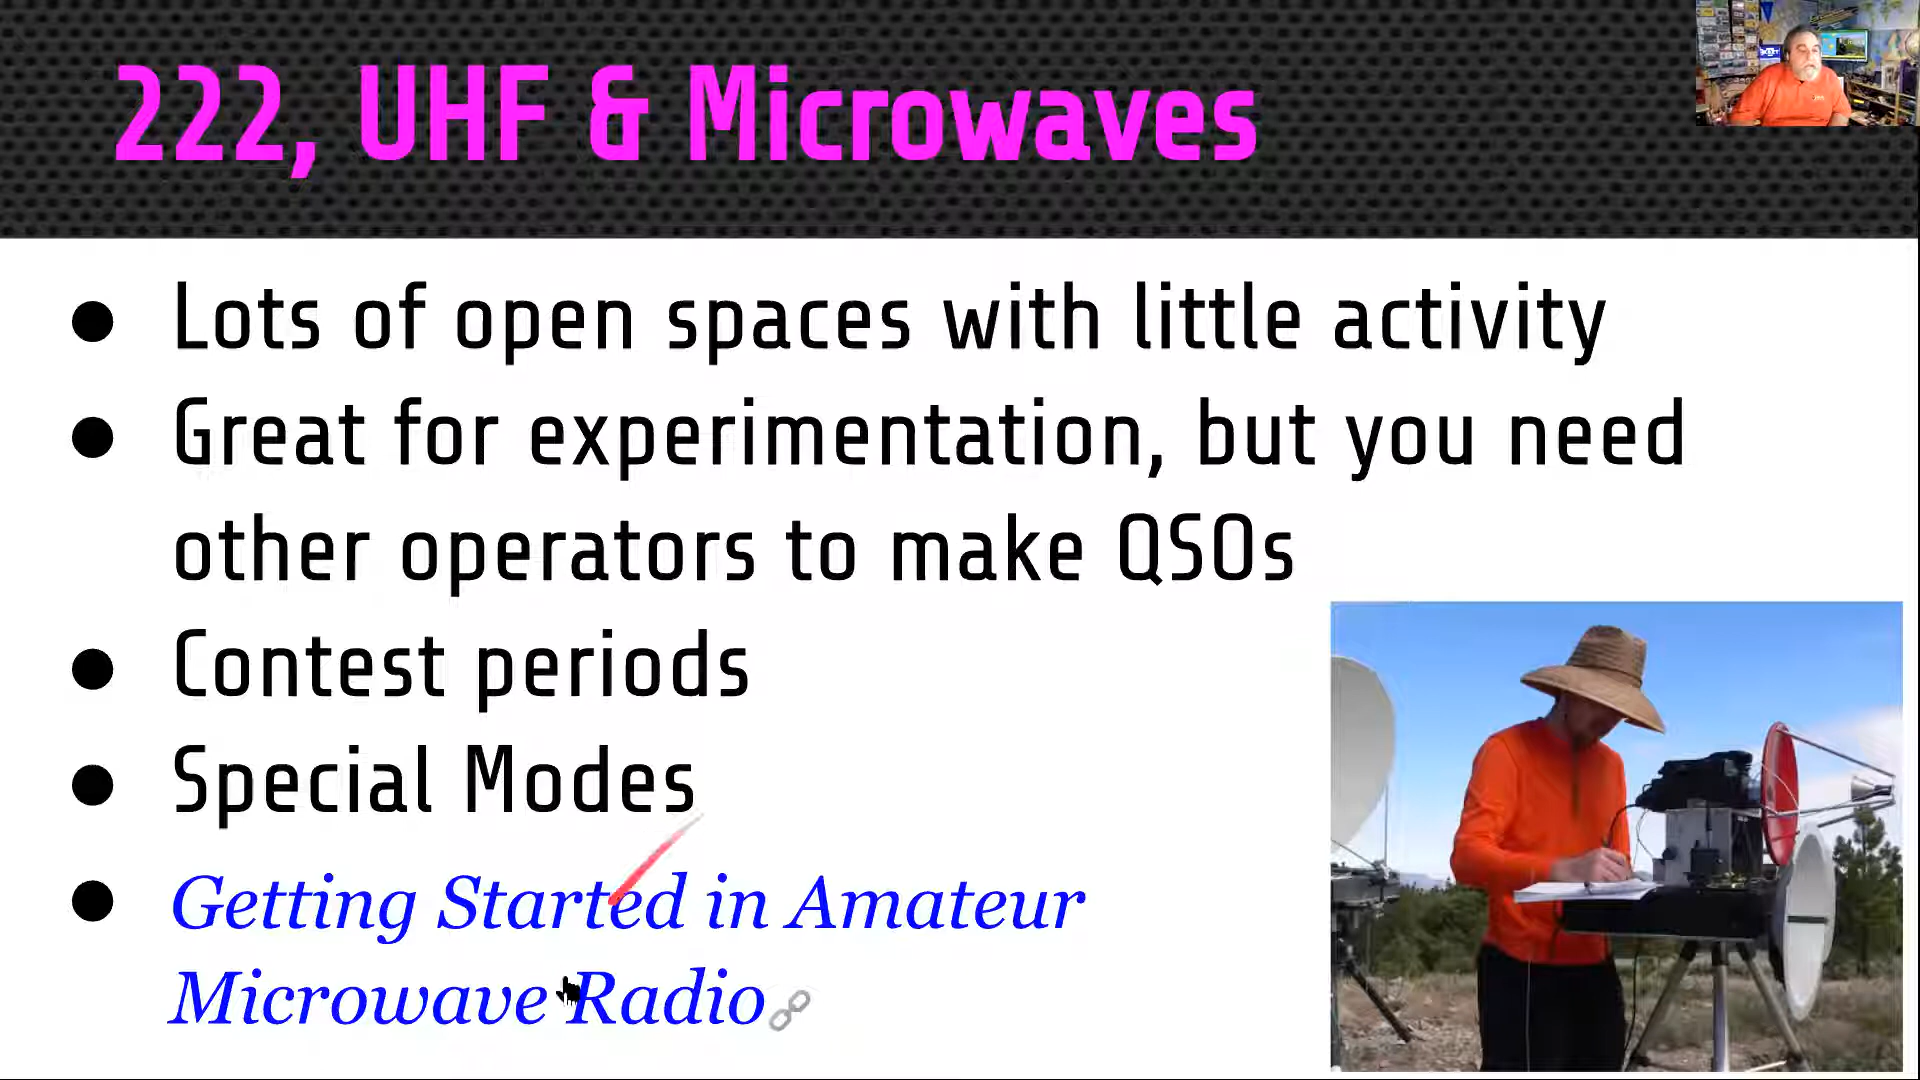 222, UHF & Microwaves
● Lots of open spaces with little activity
● Great for experimentation, but you need
other operators to make QSOs
● Contest periods
● Special Modes
● Getting Started in Amateur
Microwave Radio